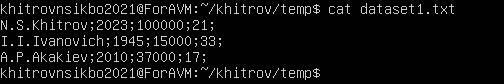 khitrovnsikbo2021@ForAVM:~/khitrov/temp$ cat dataset1.txt
N.S.Khitrov;2023;100000;21;
I.I.Ivanovich;1945;15000;33;
A.P.Akakiev;2010;37000;17;
khitrovnsikbo2021@ForAVM:~/khitrov/temp$